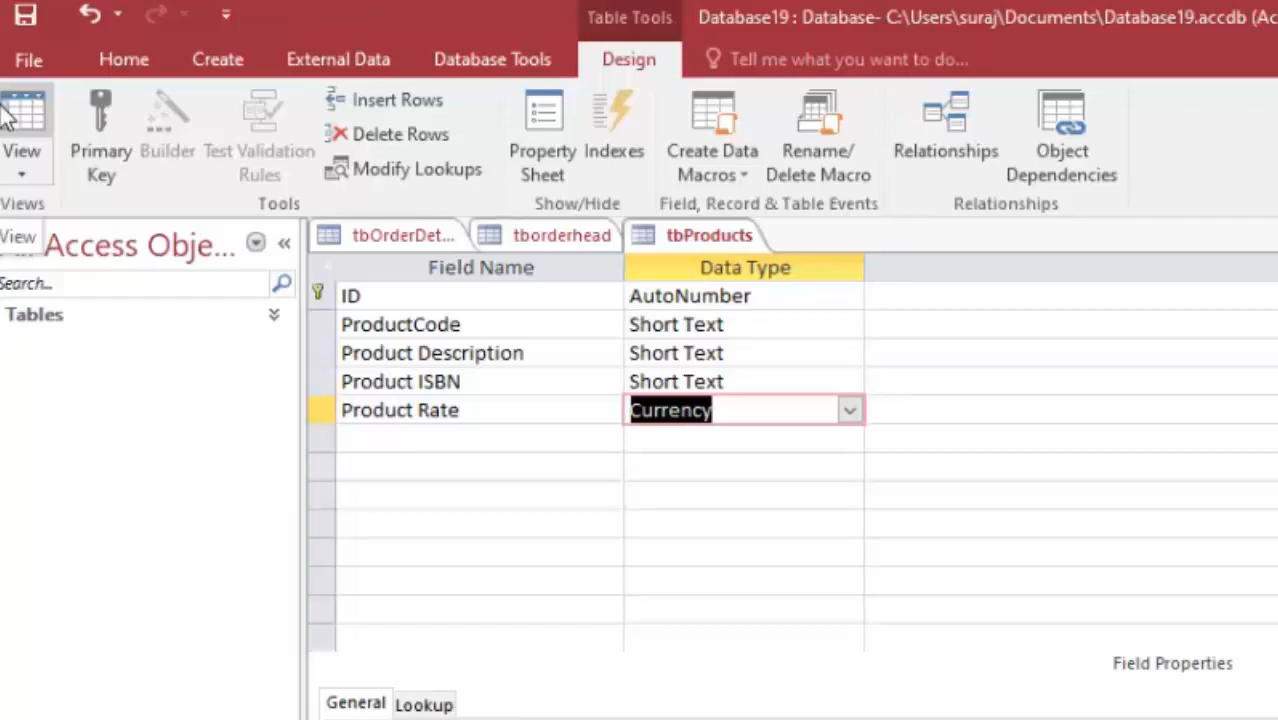 Table Tools Database19 : Database- C:\Users\suraj\Documents\Database19.accdb (Ac
File Home Create External Data Database Tools Design Tell me what you want to do...
View Primary Key Builder Test Validation Rules Insert Rows Delete Rows Modify Lookups Property Sheet Indexes Create Data Macros Rename/ Delete Macro Relationships Object Dependencies
Views Tools Show/Hide Field, Record & Table Events Relationships
View
Access Obje... «
tbOrderDet... tborderhead tbProducts
Search..
Tables
Field Name Data Type
ID AutoNumber
ProductCode Short Text
Product Description Short Text
Product ISBN Short Text
Product Rate Currency
Field Properties
General Lookup